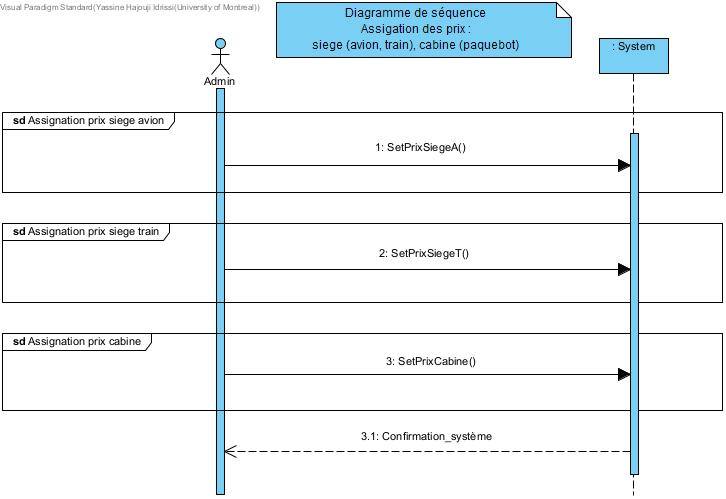 Visual Paradigm Standard(Yassine Hajouji Idrissi(University of Montreal))
Diagramme de séquence
Assigation des prix :
siege (avion, train), cabine (paquebot)
: System
Admin
sd Assignation prix siege avion
1: SetPrixSiegeA()
sd Assignation prix siege train
2: SetPrixSiegeT()
sd Assignation prix cabine
3: SetPrixCabine()
3.1: Confirmation_système